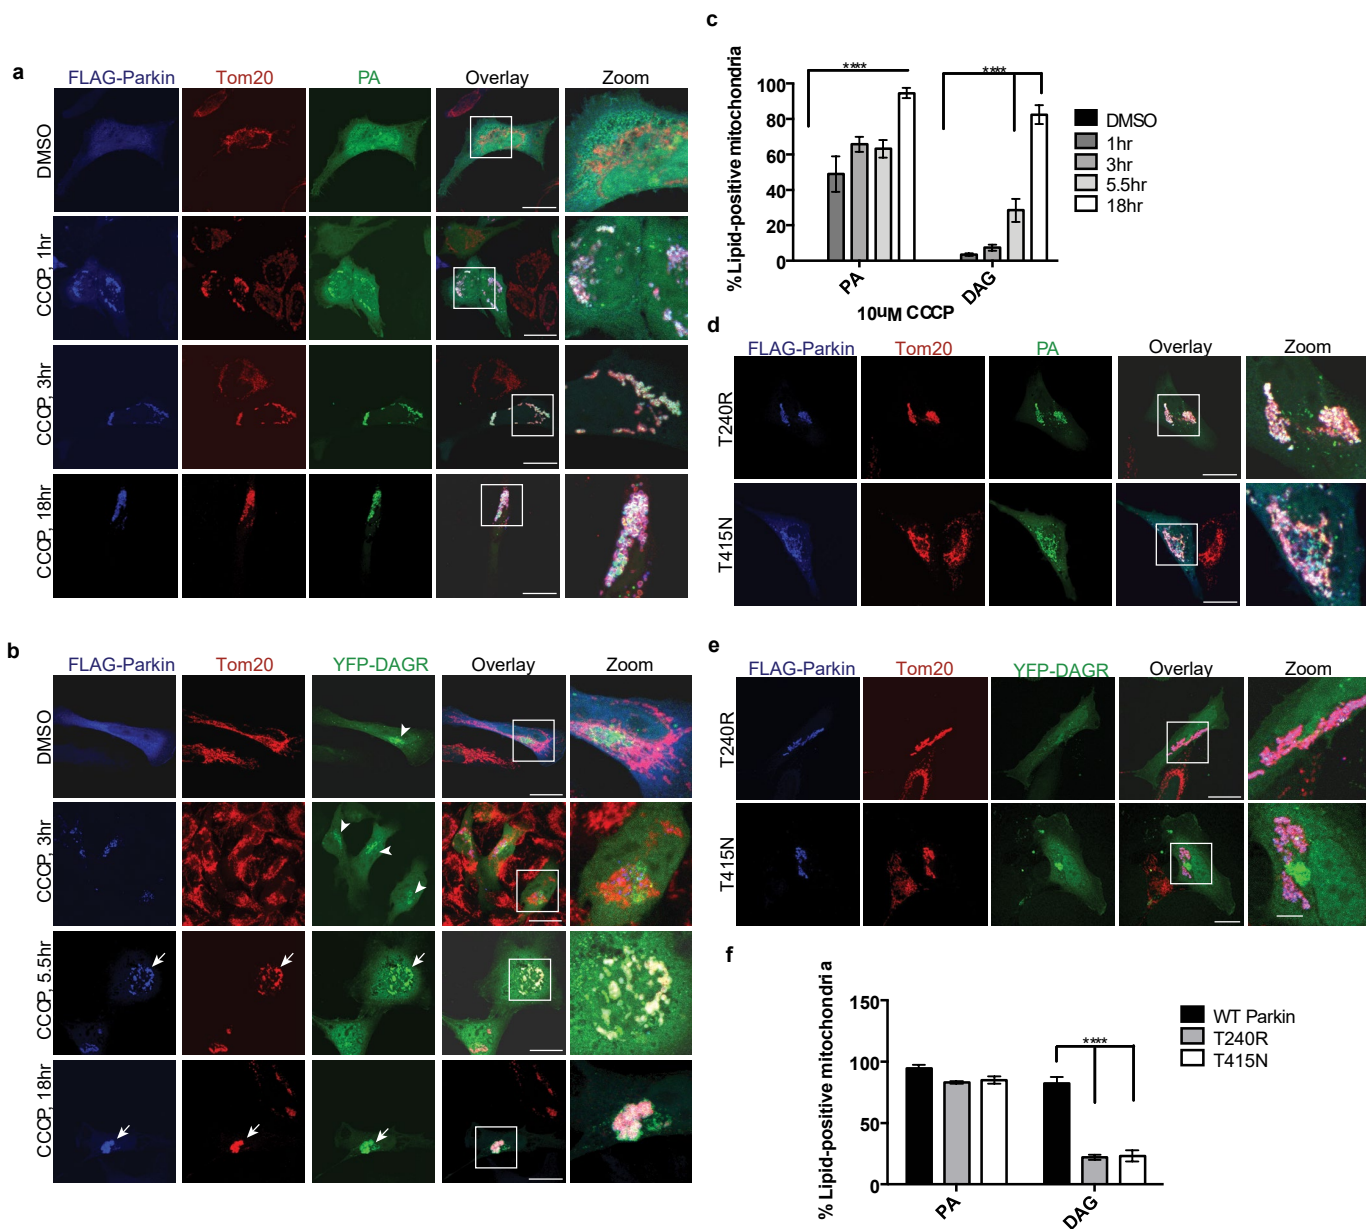 a
FLAG-Parkin Tom20 PA Overlay Zoom
DMSO
CCCP, 1hr
CCCP, 3hr
CCCP, 18hr
b
FLAG-Parkin Tom20 YFP-DAGR Overlay Zoom
DMSO
CCCP, 3hr
CCCP, 5.5hr
CCCP, 18hr
c
% Lipid-positive mitochondria
100
80
60
40
20
0
**** ****
PA DAG
10uM CCCP
DMSO
1hr
3hr
5.5hr
18hr
d
FLAG-Parkin Tom20 PA Overlay Zoom
T240R
T415N
e
FLAG-Parkin Tom20 YFP-DAGR Overlay Zoom
T240R
T415N
f
% Lipid-positive mitochondria
150
100
50
0
****
PA DAG
WT Parkin
T240R
T415N